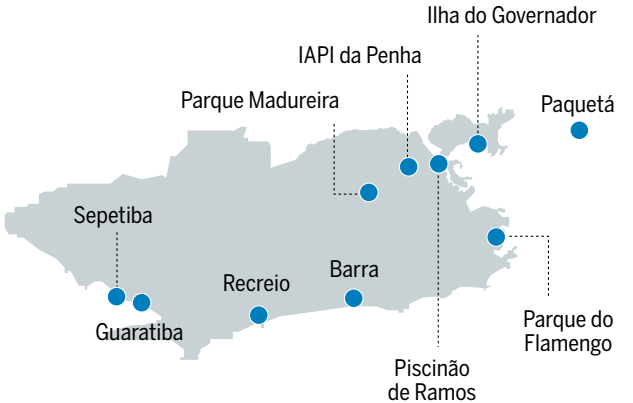 Ilha do Governador
IAPI da Penha
Parque Madureira
Paquetá
Sepetiba
Recreio
Barra
Guaratiba
Parque do
Flamengo
Piscinão
de Ramos